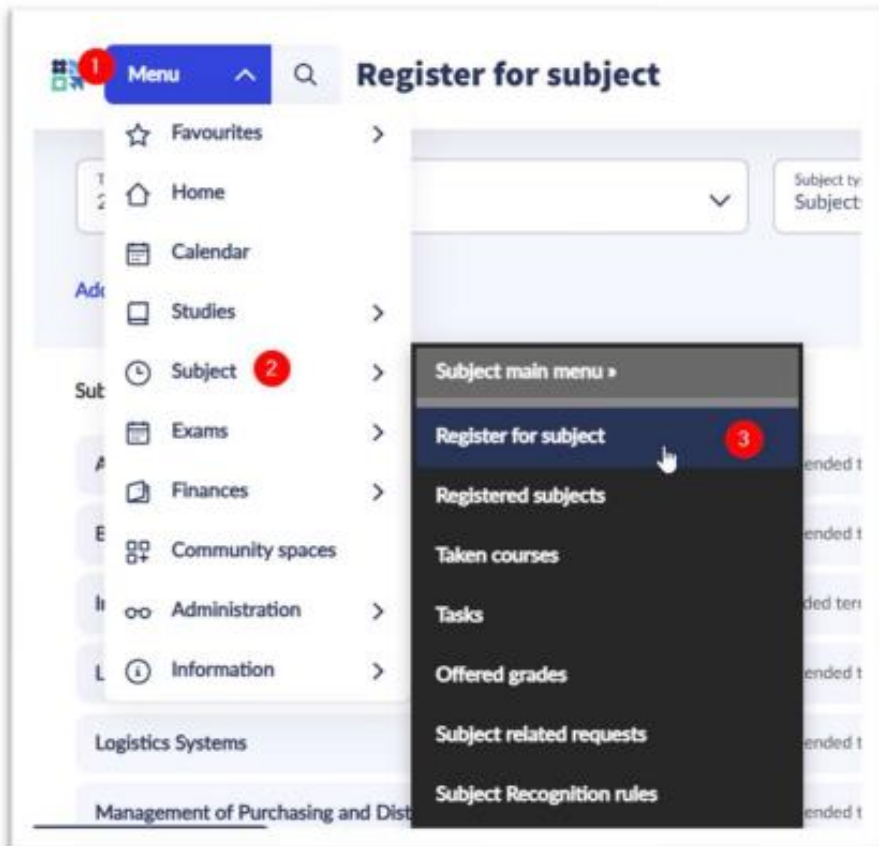 1 Menu Register for subject
Favourites
Home
Subject
Calendar
Studies
Subject 2
Subject main menu »
Exams
Register for subject 3
Finances
Registered subjects
Community spaces
Taken courses
Administration
Tasks
Information
Offered grades
Logistics Systems
Subject related requests
Management of Purchasing and Dist
Subject Recognition rules